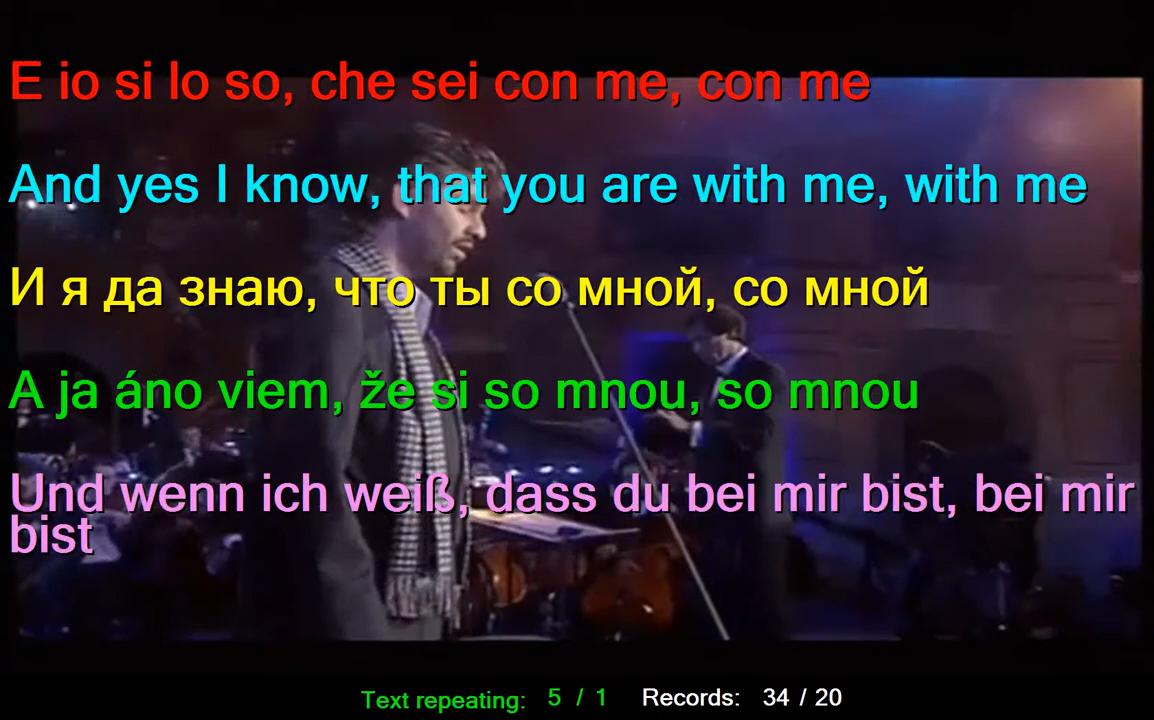 E io si lo so, che sei con me, con me
And yes I know, that you are with me, with me
И я да знаю, что ты со мной, со мной
A ja áno viem, že si so mnou, so mnou
Und wenn ich weiß, dass du bei mir bist, bei mir
bist
Text repeating: 5 / 1 Records: 34 / 20